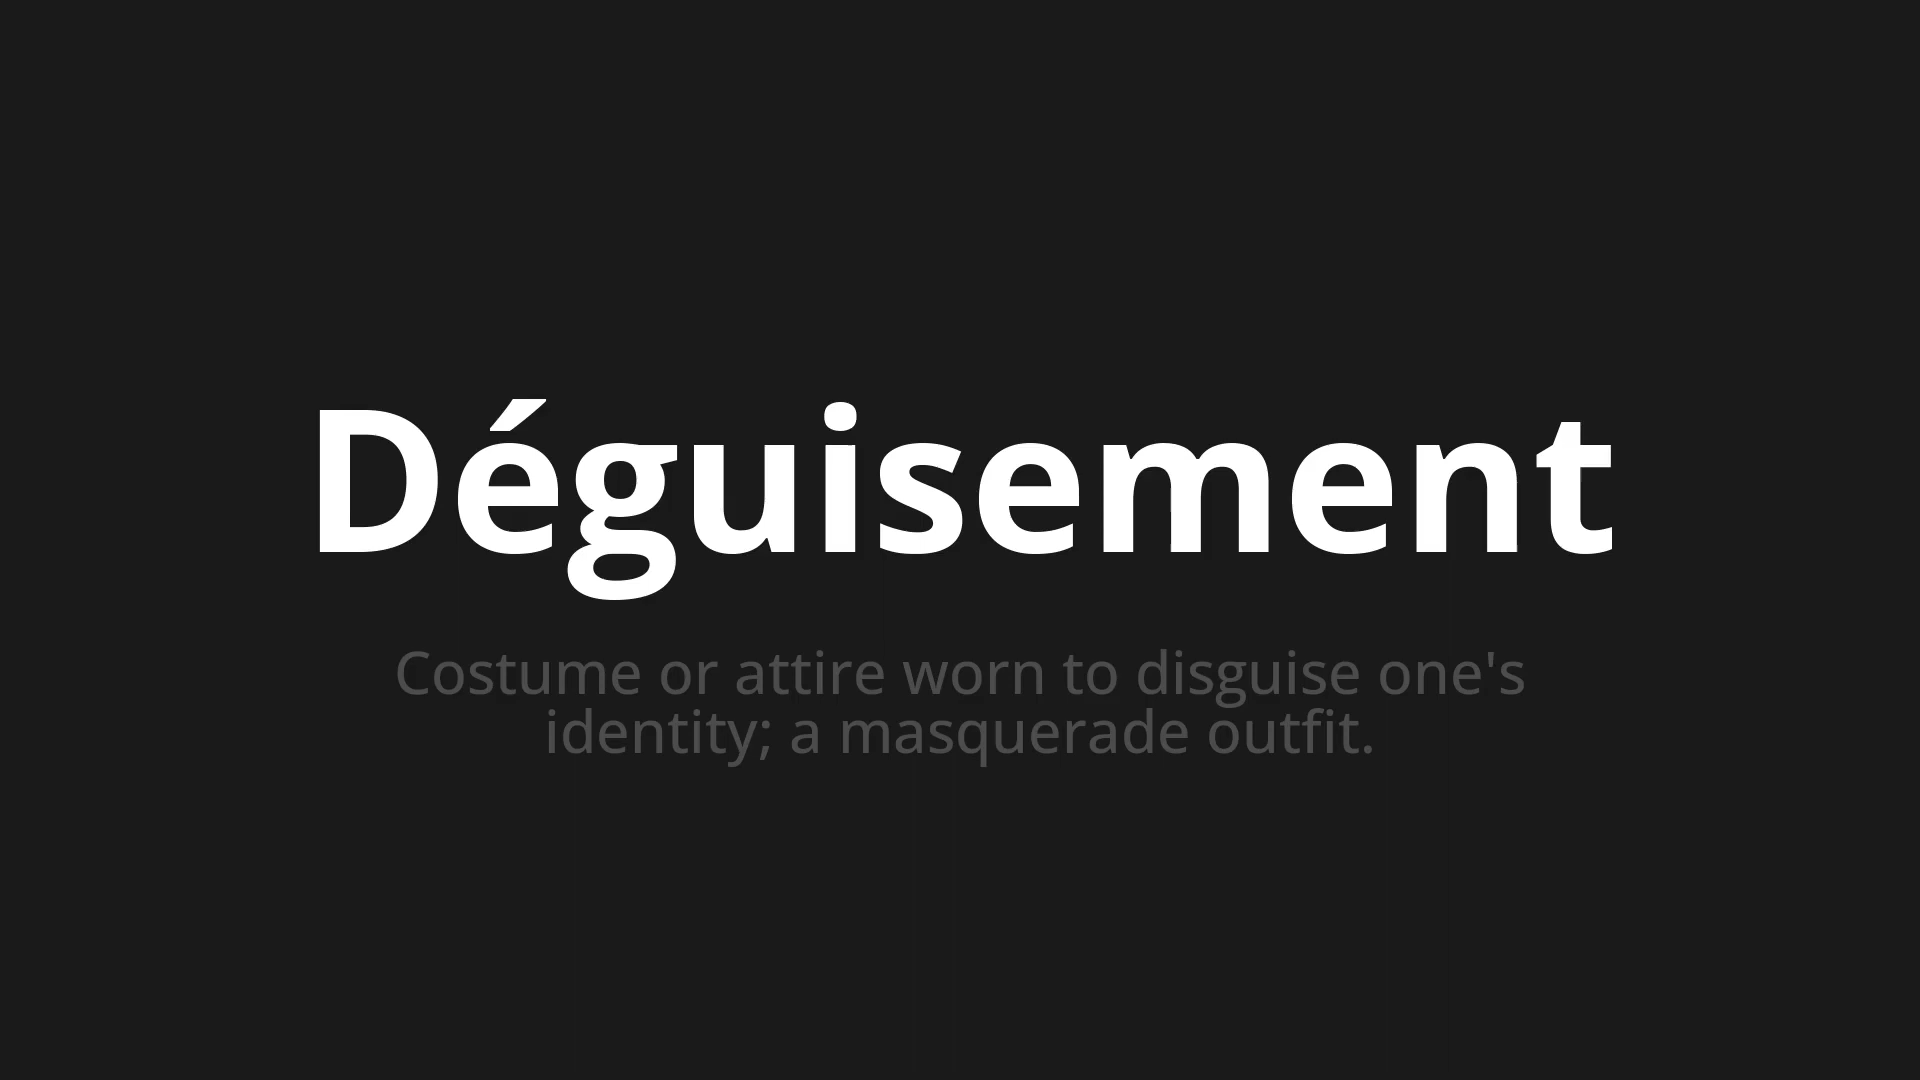 Déguisement
Costume or attire worn to disguise one's
identity; a masquerade outfit.